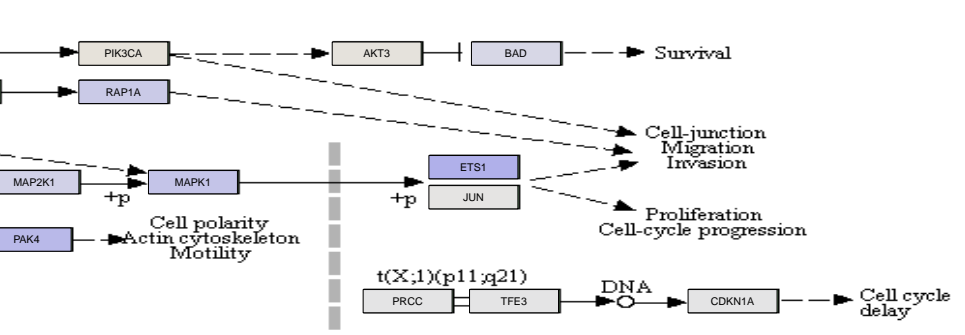 PIK3CA
AKT3
BAD
Survival
RAP1A
Cell-junction
Migration
Invasion
ETS1
MAP2K1
MAPK1
+p
+p
JUN
Proliferation
Cell-cycle progression
PAK4
Cell polarity
Actin cytoskeleton
Motility
t(X;1)(p11;q21)
DNA
PRCC
TFE3
CDKN1A
Cell cycle
delay